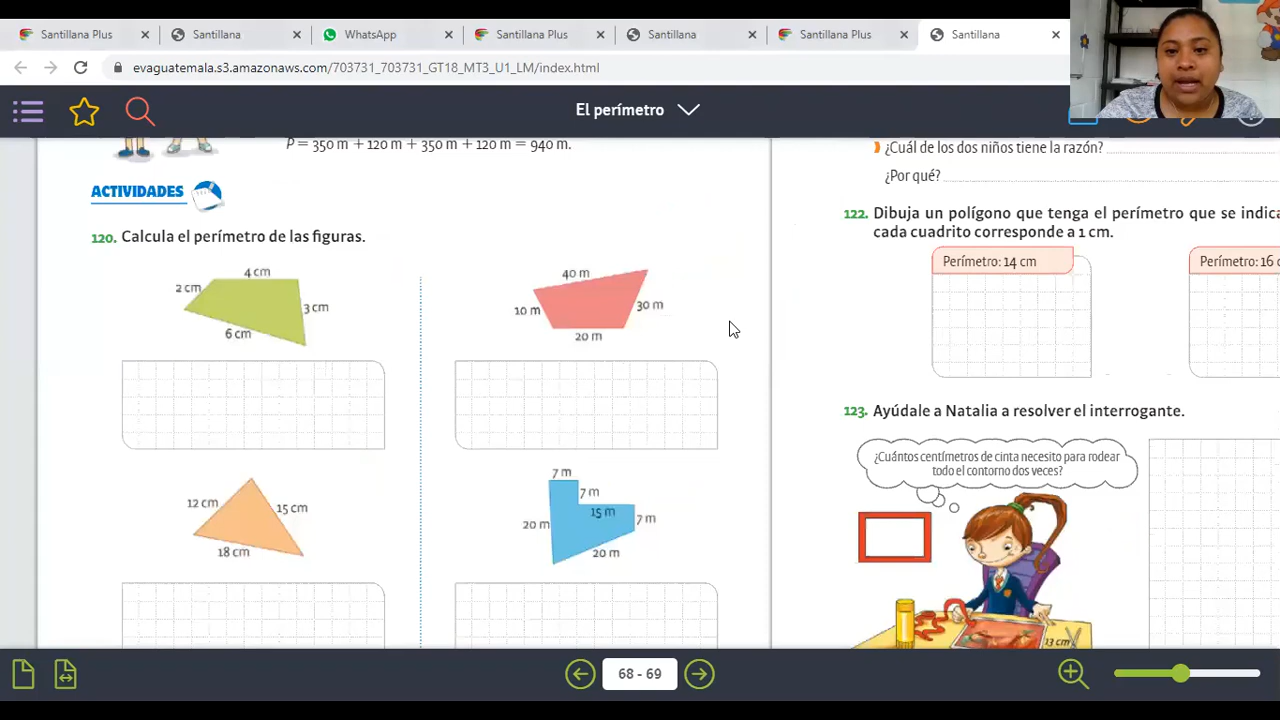 Santillana Plus
Santillana
WhatsApp
Santillana Plus
Santillana
Santillana Plus
Santillana
evaguatemala.s3.amazonaws.com/703731_703731_GT18_MT3_U1_LM/index.html
El perímetro
P = 350 m + 120 m + 350 m + 120 m = 940 m.
ACTIVIDADES
120. Calcula el perímetro de las figuras.
4 cm
2 cm
3 cm
6 cm
40 m
10 m
30 m
20 m
12 cm
15 cm
18 cm
7 m
7 m
15 m
7 m
20 m
20 m
¿Cuál de los dos niños tiene la razón?
¿Por qué?
122. Dibuja un polígono que tenga el perímetro que se indica
cada cuadrito corresponde a 1 cm.
Perímetro: 14 cm
Perímetro: 16 c
123. Ayúdale a Natalia a resolver el interrogante.
¿Cuántos centímetros de cinta necesito para rodear
todo el contorno dos veces?
13 cm
68 - 69